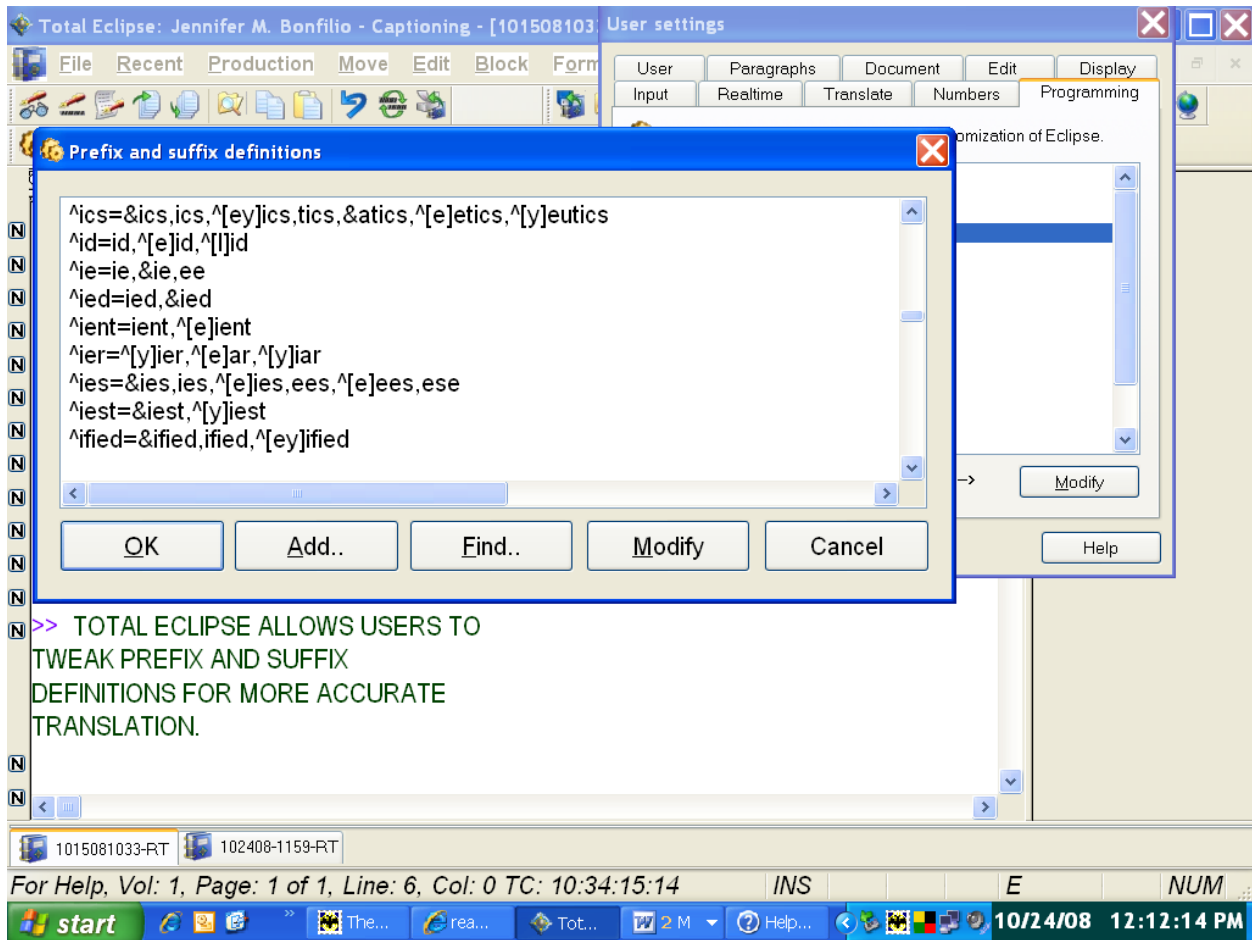 Total Eclipse: Jennifer M. Bonfilio - Captioning - [101508103
User settings
File Recent Production Move Edit Block Form
User Paragraphs Document Edit Display
Input Realtime Translate Numbers Programming
omization of Eclipse.
Prefix and suffix definitions
^ics=&ics,ics,^[ey]ics,tics,&atics,^[e]etics,^[y]eutics
^id=id,^[e]id,^[l]id
^ie=ie,&ie,ee
^ied=ied,&ied
^ient=ient,^[e]ient
^ier=^[y]ier,^[e]ar,^[y]iar
^ies=&ies,ies,^[e]ies,ees,^[e]ees,ese
^iest=&iest,^[y]iest
^ified=&ified,ified,^[ey]ified
--> Modify
OK Add.. Find.. Modify Cancel
Help
>> TOTAL ECLIPSE ALLOWS USERS TO
TWEAK PREFIX AND SUFFIX
DEFINITIONS FOR MORE ACCURATE
TRANSLATION.
1015081033-RT 102408-1159-RT
For Help, Vol: 1, Page: 1 of 1, Line: 6, Col: 0 TC: 10:34:15:14 INS E NUM
start The... rea... Tot... 2 M Help... 10/24/08 12:12:14 PM